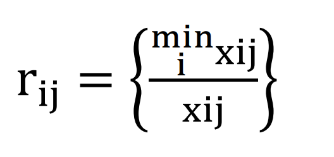 r_ij = { min_i xij / xij }